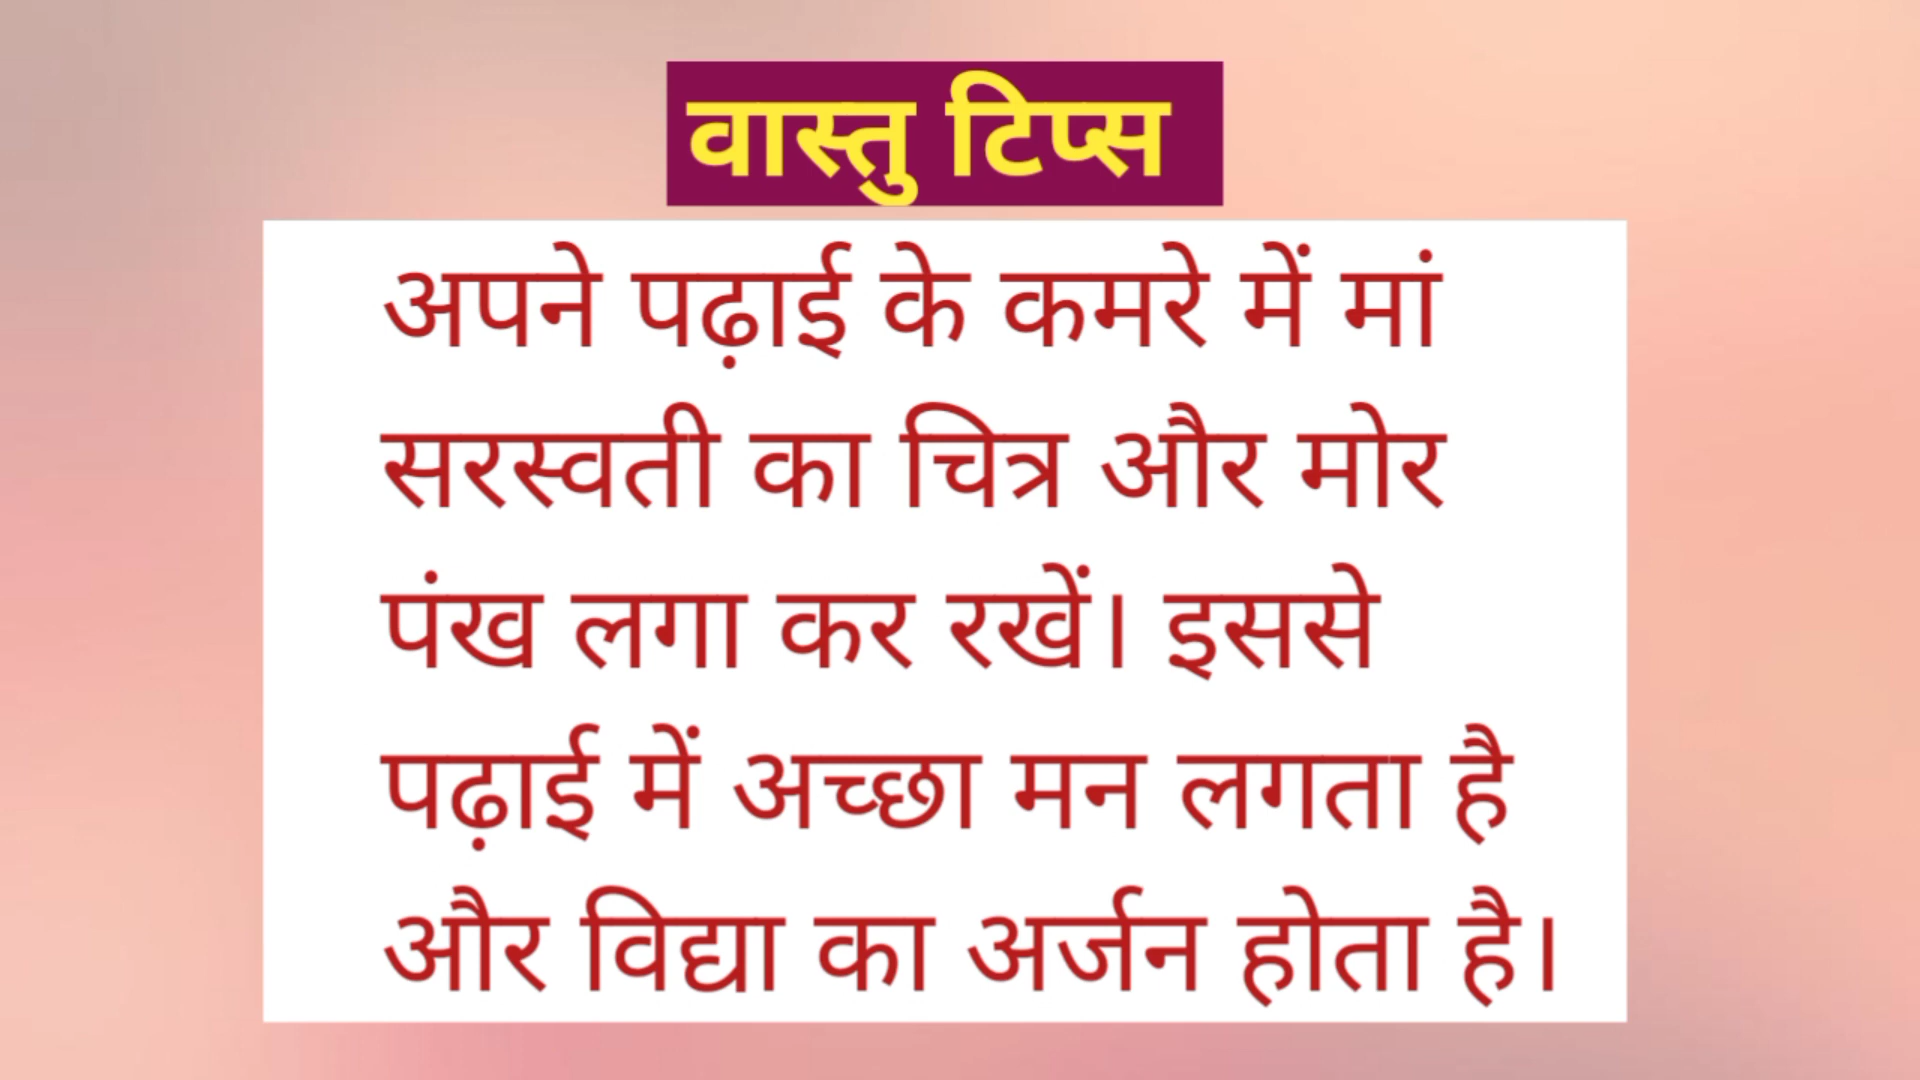 वास्तु टिप्स
अपने पढ़ाई के कमरे में मां
सरस्वती का चित्र और मोर
पंख लगा कर रखें। इससे
पढ़ाई में अच्छा मन लगता है
और विद्या का अर्जन होता है।